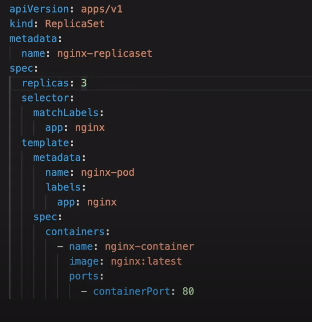 apiVersion: apps/v1
kind: ReplicaSet
metadata:
  name: nginx-replicaset
spec:
  replicas: 3
  selector:
    matchLabels:
      app: nginx
  template:
    metadata:
      name: nginx-pod
      labels:
        app: nginx
    spec:
      containers:
        - name: nginx-container
          image: nginx:latest
          ports:
            - containerPort: 80